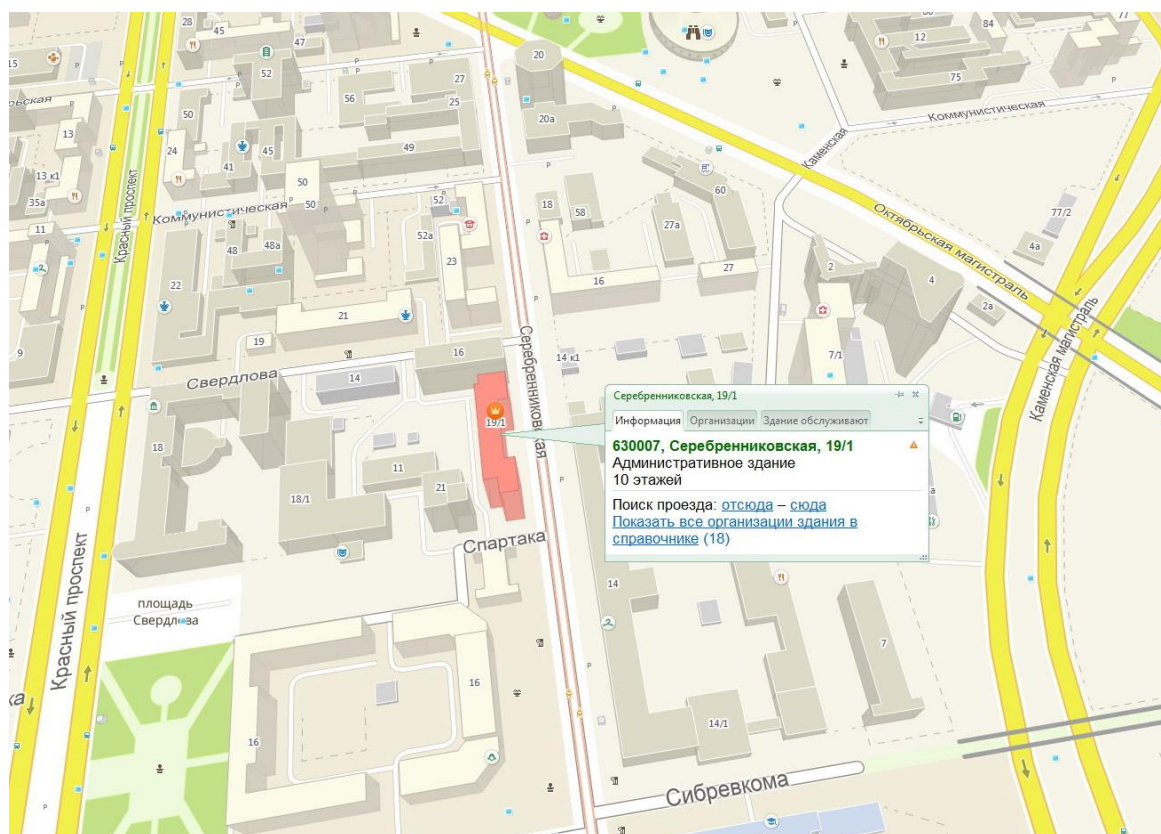 28
45
47
15
52
27
20
56
25
50
20а
49
13
24
41
45
13 к1
50
35а
50
52
18
58
60
27а
11
Красный проспект
Коммунистическая
48
48а
52а
23
16
27
22
21
19
16
14 к1
9
Свердлова
14
Серебренниковская
19/1
18
18/1
11
21
Спартака
площадь
Свердлова
Красный проспект
16
16
12
84
77
75
Коммунистическая
Каменская
77/2
4а
Октябрьская магистраль
2
4
2а
7/1
Каменская магистраль
Серебренниковская, 19/1
Информация
Организации
Здание обслуживают
630007, Серебренниковская, 19/1
Административное здание
10 этажей
Поиск проезда: отсюда – сюда
Показать все организации здания в
справочнике (18)
14
7
14/1
Сибревкома